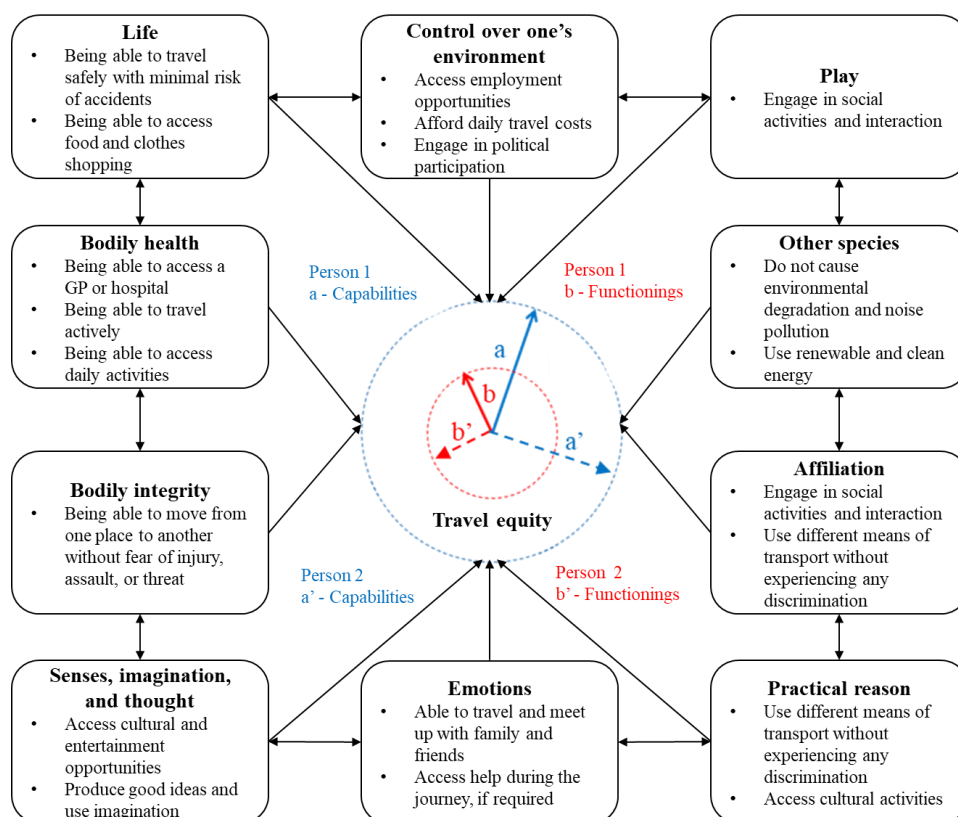 Life
• Being able to travel
safely with minimal risk
of accidents
• Being able to access
food and clothes
shopping
Control over one's
environment
• Access employment
opportunities
• Afford daily travel costs
• Engage in political
participation
Play
• Engage in social
activities and interaction
Bodily health
• Being able to access a
GP or hospital
• Being able to travel
actively
• Being able to access
daily activities
Person 1
a - Capabilities
Person 1
b - Functionings
Other species
• Do not cause
environmental
degradation and noise
pollution
• Use renewable and clean
energy
a
b
b'
a'
Travel equity
Bodily integrity
• Being able to move from
one place to another
without fear of injury,
assault, or threat
Affiliation
• Engage in social
activities and interaction
• Use different means of
transport without
experiencing any
discrimination
Person 2
a' - Capabilities
Person 2
b' - Functionings
Senses, imagination,
and thought
• Access cultural and
entertainment
opportunities
• Produce good ideas and
use imagination
Emotions
• Able to travel and meet
up with family and
friends
• Access help during the
journey, if required
Practical reason
• Use different means of
transport without
experiencing any
discrimination
• Access cultural activities